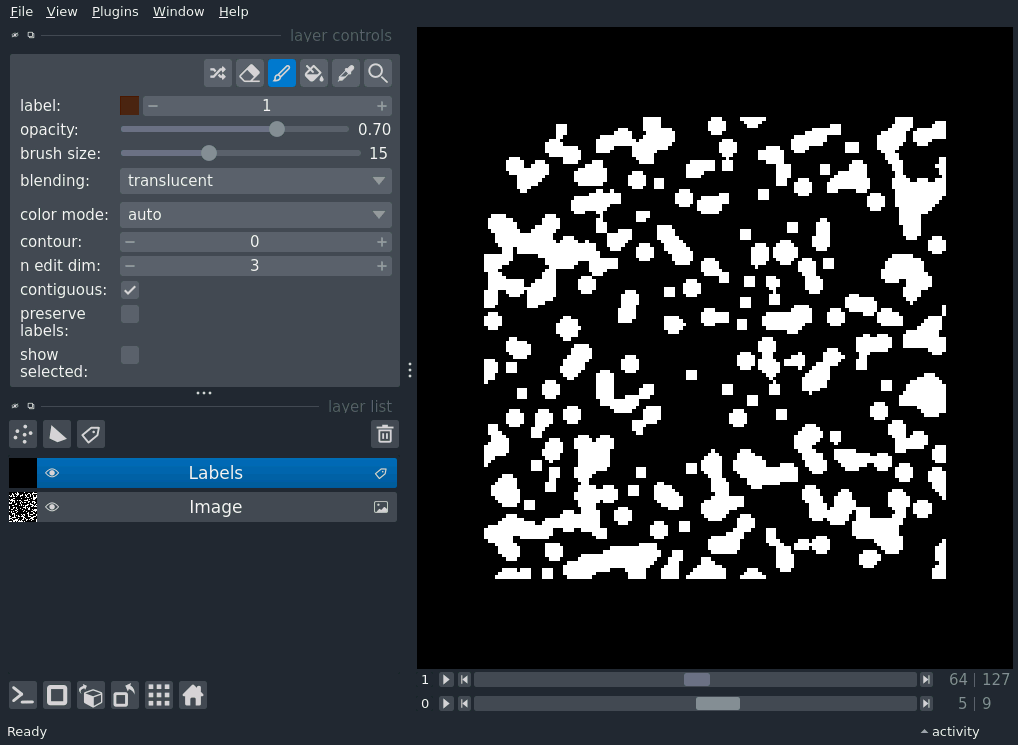 File View Plugins Window Help
layer controls
label: 1
opacity: 0.70
brush size: 15
blending: translucent
color mode: auto
contour: 0
n edit dim: 3
contiguous:
preserve
labels:
show
selected:
layer list
Labels
Image
1 64 | 127
0 5 | 9
Ready activity